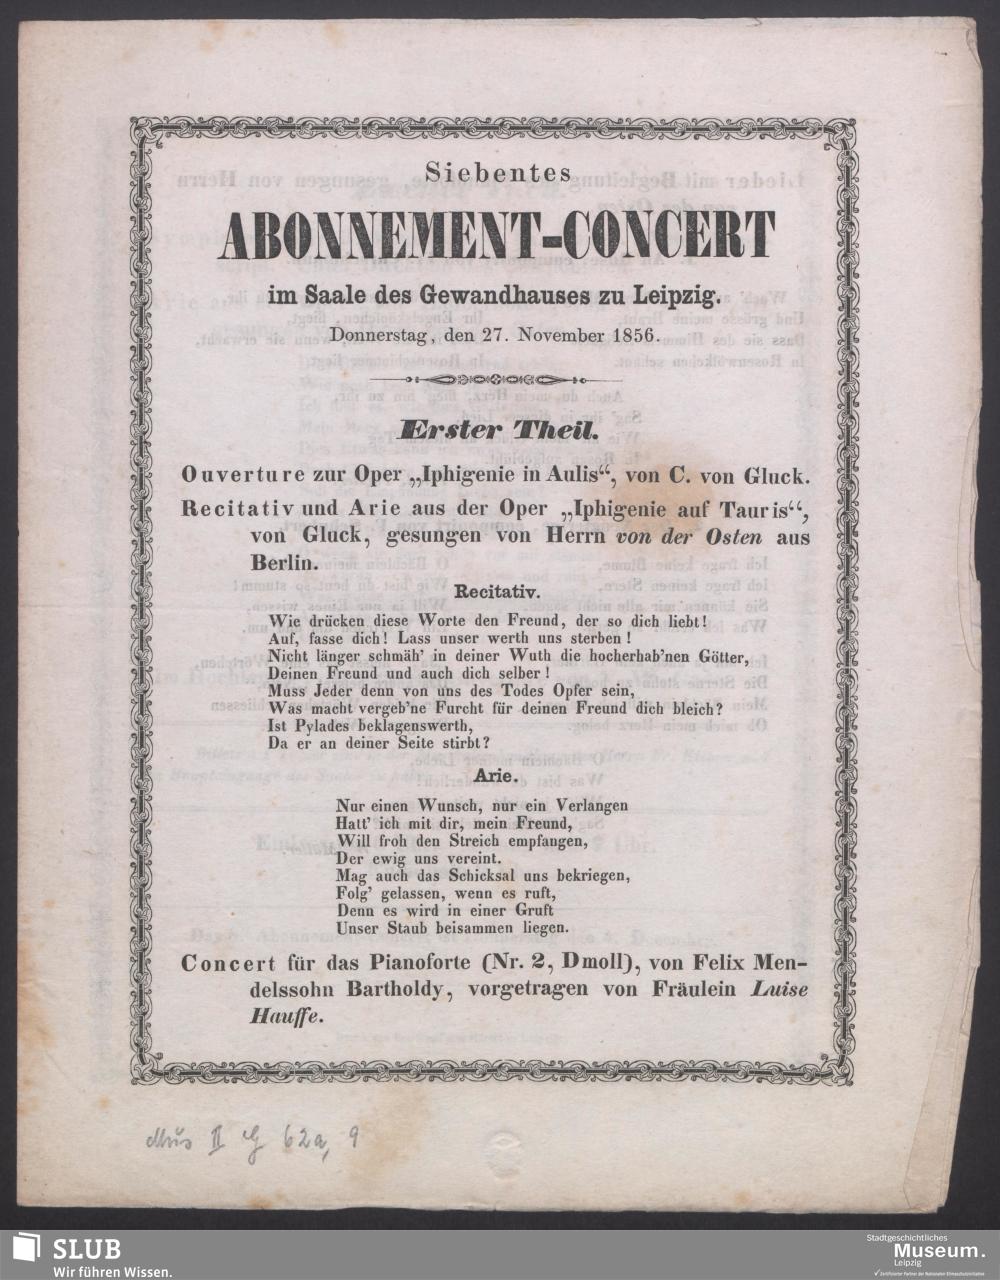 Siebentes
ABONNEMENT-CONCERT
im Saale des Gewandhauses zu Leipzig.
Donnerstag, den 27. November 1856.
Erster Theil.
Ouverture zur Oper „Iphigenie in Aulis“, von C. von Gluck.
Recitativ und Arie aus der Oper „Iphigenie auf Tauris“,
von Gluck, gesungen von Herrn von der Osten aus
Berlin.
Recitativ.
Wie drücken diese Worte den Freund, der so dich liebt!
Auf, fasse dich! Lass unser werth uns sterben!
Nicht länger schmäh’ in deiner Wuth die hocherhab’nen Götter,
Deinen Freund und auch dich selber!
Muss Jeder denn von uns des Todes Opfer sein,
Was macht vergeb’ne Furcht für deinen Freund dich bleich?
Ist Pylades beklagenswerth,
Da er an deiner Seite stirbt?
Arie.
Nur einen Wunsch, nur ein Verlangen
Hatt’ ich mit dir, mein Freund,
Will froh den Streich empfangen,
Der ewig uns vereint.
Mag auch das Schicksal uns bekriegen,
Folg’ gelassen, wenn es ruft,
Denn es wird in einer Gruft
Unser Staub beisammen liegen.
Concert für das Pianoforte (Nr. 2, Dmoll), von Felix Men-
delssohn Bartholdy, vorgetragen von Fräulein Luise
Hauffe.
Mus II G 62a, 9
SLUB
Wir führen Wissen.
Stadtgeschichtliches
Museum.
Leipzig
Zertifizierter Partner der Nationalen Klimaschutzinitiative